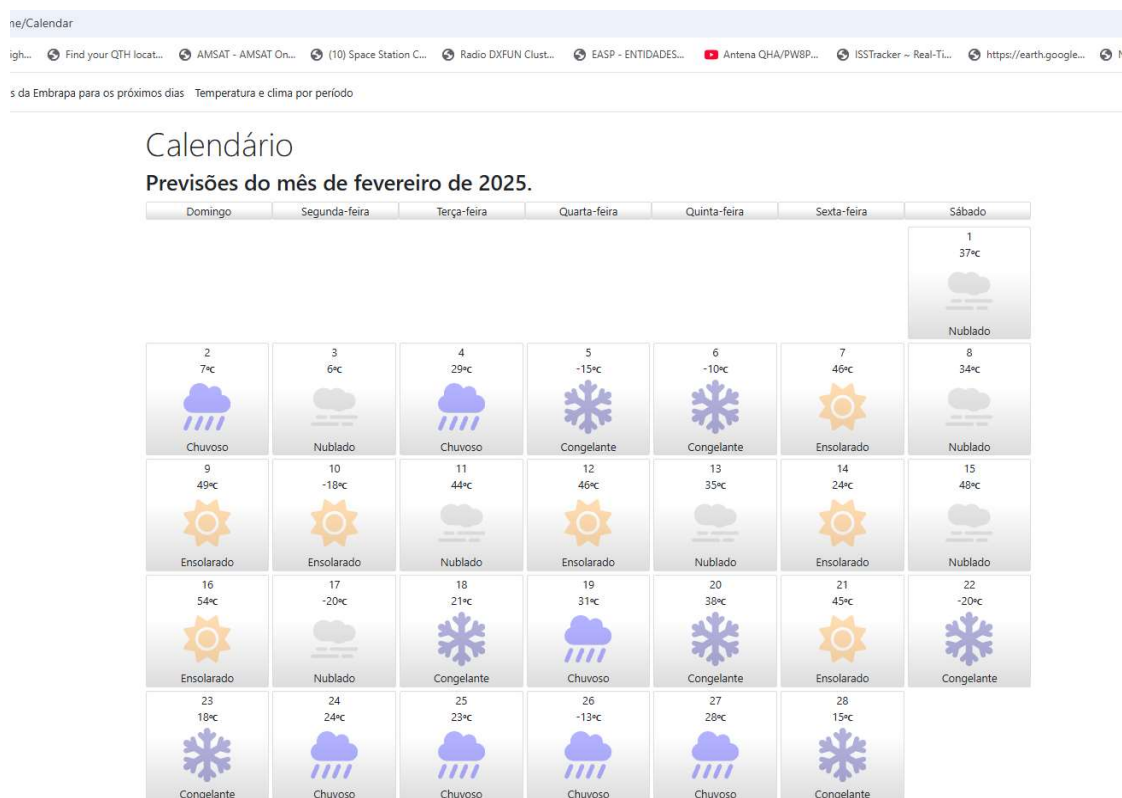 ne/Calendar
igh... Find your QTH locat... AMSAT - AMSAT On... (10) Space Station C... Radio DXFUN Clust... EASP - ENTIDADES... Antena QHA/PW8P... ISSTracker ~ Real-Ti... https://earth.google...
s da Embrapa para os próximos dias Temperatura e clima por período
Calendário
Previsões do mês de fevereiro de 2025.
Domingo Segunda-feira Terça-feira Quarta-feira Quinta-feira Sexta-feira Sábado
1
37ºc
Nublado
2 3 4 5 6 7 8
7ºc 6ºc 29ºc -15ºc -10ºc 46ºc 34ºc
Chuvoso Nublado Chuvoso Congelante Congelante Ensolarado Nublado
9 10 11 12 13 14 15
49ºc -18ºc 44ºc 46ºc 35ºc 24ºc 48ºc
Ensolarado Ensolarado Nublado Ensolarado Nublado Ensolarado Nublado
16 17 18 19 20 21 22
54ºc -20ºc 21ºc 31ºc 38ºc 45ºc -20ºc
Ensolarado Nublado Congelante Chuvoso Congelante Ensolarado Congelante
23 24 25 26 27 28
18ºc 24ºc 23ºc -13ºc 28ºc 15ºc
Congelante Chuvoso Chuvoso Chuvoso Chuvoso Congelante